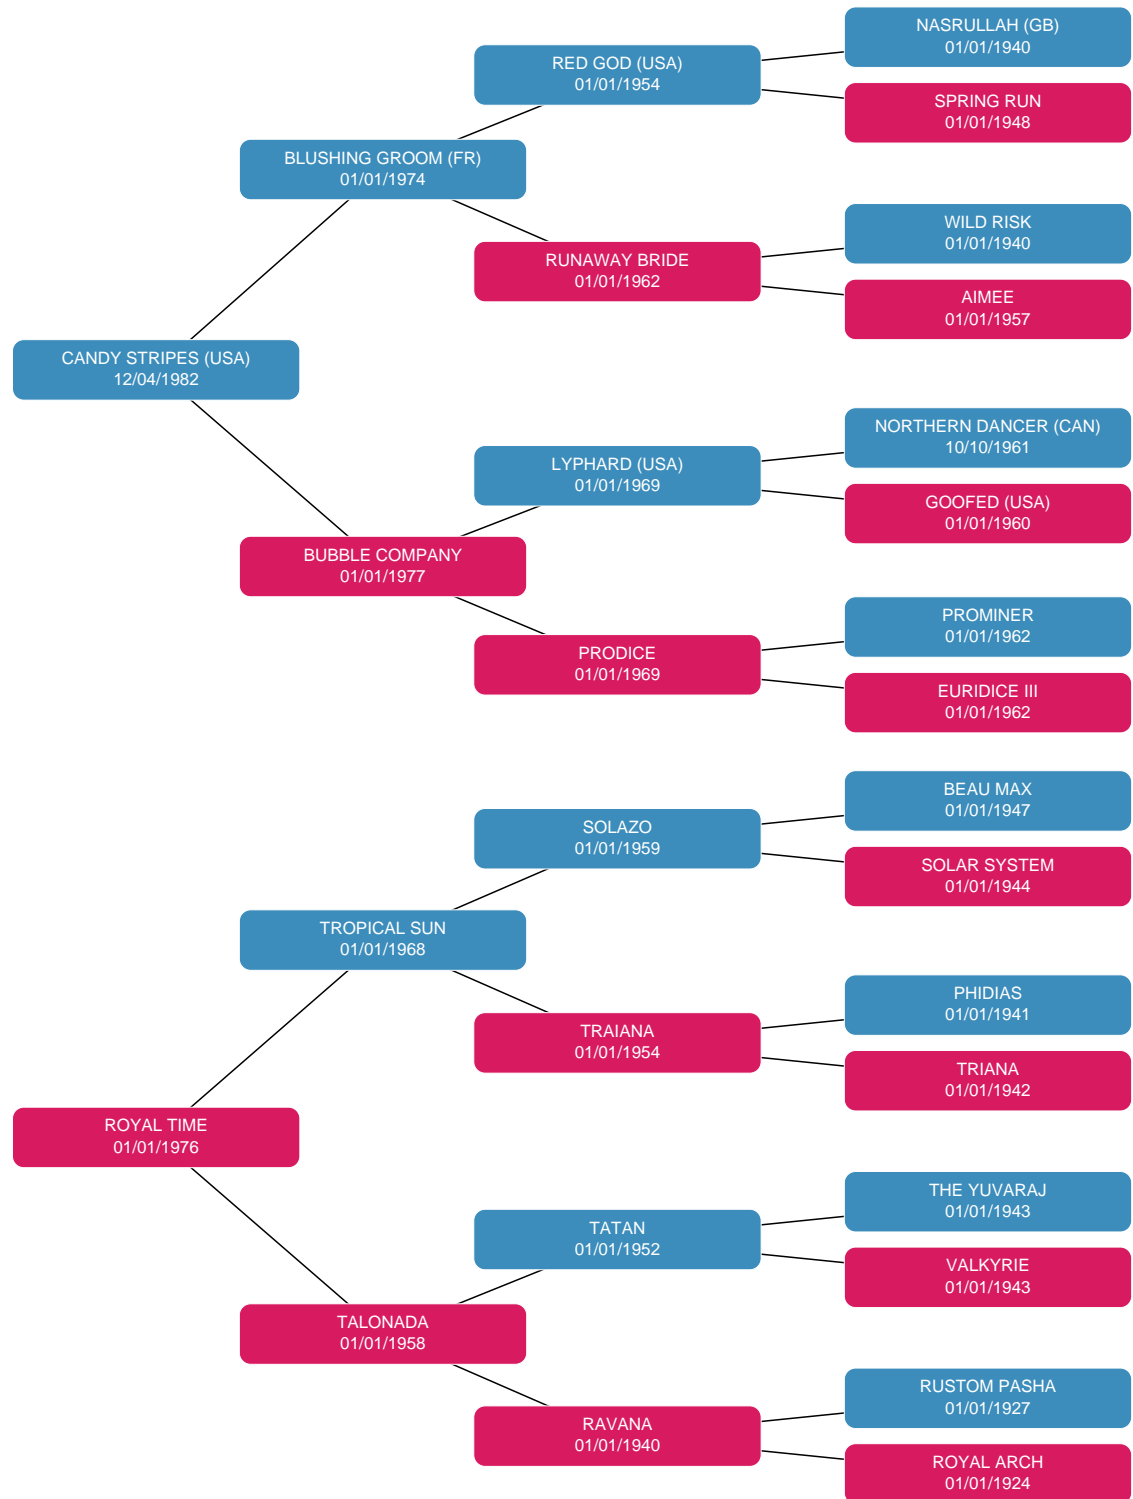 NASRULLAH (GB)
01/01/1940
RED GOD (USA)
01/01/1954
SPRING RUN
01/01/1948
BLUSHING GROOM (FR)
01/01/1974
WILD RISK
01/01/1940
RUNAWAY BRIDE
01/01/1962
AIMEE
01/01/1957
CANDY STRIPES (USA)
12/04/1982
NORTHERN DANCER (CAN)
10/10/1961
LYPHARD (USA)
01/01/1969
GOOFED (USA)
01/01/1960
BUBBLE COMPANY
01/01/1977
PROMINER
01/01/1962
PRODICE
01/01/1969
EURIDICE III
01/01/1962
BEAU MAX
01/01/1947
SOLAZO
01/01/1959
SOLAR SYSTEM
01/01/1944
TROPICAL SUN
01/01/1968
PHIDIAS
01/01/1941
TRAIANA
01/01/1954
TRIANA
01/01/1942
ROYAL TIME
01/01/1976
THE YUVARAJ
01/01/1943
TATAN
01/01/1952
VALKYRIE
01/01/1943
TALONADA
01/01/1958
RUSTOM PASHA
01/01/1927
RAVANA
01/01/1940
ROYAL ARCH
01/01/1924